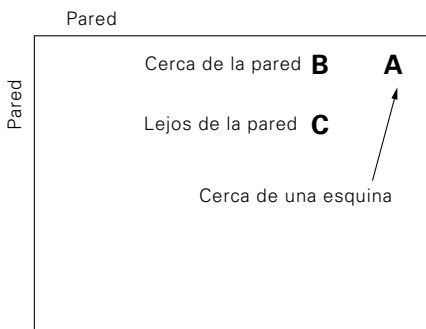 Pared
Pared
Cerca de la pared B A
Lejos de la pared C
Cerca de una esquina